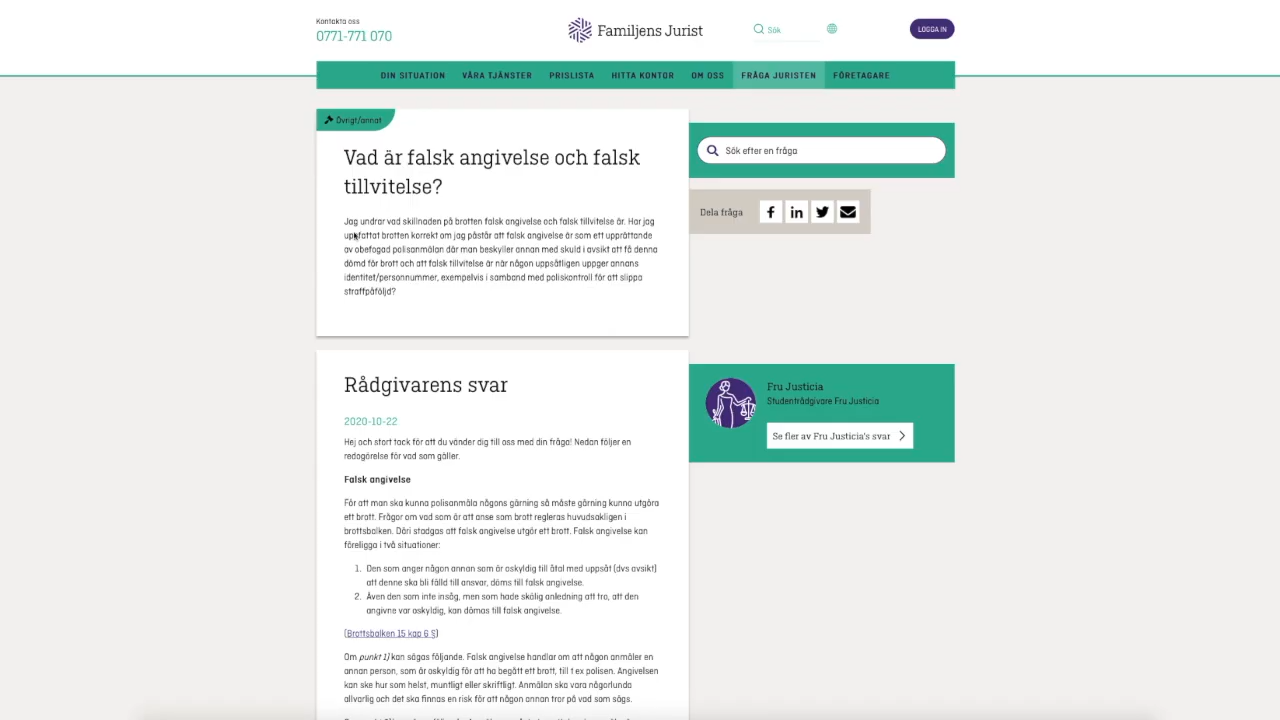 Kontakta oss
0771-771 070
Familjens Jurist
Sök
LOGGA IN
DIN SITUATION VÅRA TJÄNSTER PRISLISTA HITTA KONTOR OM OSS FRÅGA JURISTEN FÖRETAGARE
Övrigt/annat
Vad är falsk angivelse och falsk
tillvitelse?
Jag undrar vad skillnaden på brotten falsk angivelse och falsk tillvitelse är. Har jag
uppfattat brotten korrekt om jag påstår att falsk angivelse är som ett upprättande
av obefogad polisanmälan där man beskyller annan med skuld i avsikt att få denna
dömd för brott och att falsk tillvitelse är när någon uppsåtligen uppger annans
identitet/personnummer, exempelvis i samband med poliskontroll för att slippa
straffpåföljd?
Sök efter en fråga
Dela fråga
Rådgivarens svar
2020-10-22
Hej och stort tack för att du vänder dig till oss med din fråga! Nedan följer en
redogörelse för vad som gäller.
Falsk angivelse
För att man ska kunna polisanmäla någons gärning så måste gärning kunna utgöra
ett brott. Frågor om vad som är att anse som brott regleras huvudsakligen i
brottsbalken. Däri stadgas att falsk angivelse utgör ett brott. Falsk angivelse kan
föreligga i två situationer:
1. Den som anger någon annan som är oskyldig till åtal med uppsåt (dvs avsikt)
att denne ska bli fälld till ansvar, döms till falsk angivelse.
2. Även den som inte insåg, men som hade skälig anledning att tro, att den
angivne var oskyldig, kan dömas till falsk angivelse.
(Brottsbalken 15 kap 6 §)
Om punkt 1) kan sägas följande. Falsk angivelse handlar om att någon anmäler en
annan person, som är oskyldig för att ha begått ett brott, till t ex polisen. Angivelsen
kan ske hur som helst, muntligt eller skriftligt. Anmälan ska vara någorlunda
allvarlig och det ska finnas en risk för att någon annan tror på vad som sägs.
Fru Justicia
Studentrådgivare Fru Justicia
Se fler av Fru Justicia's svar